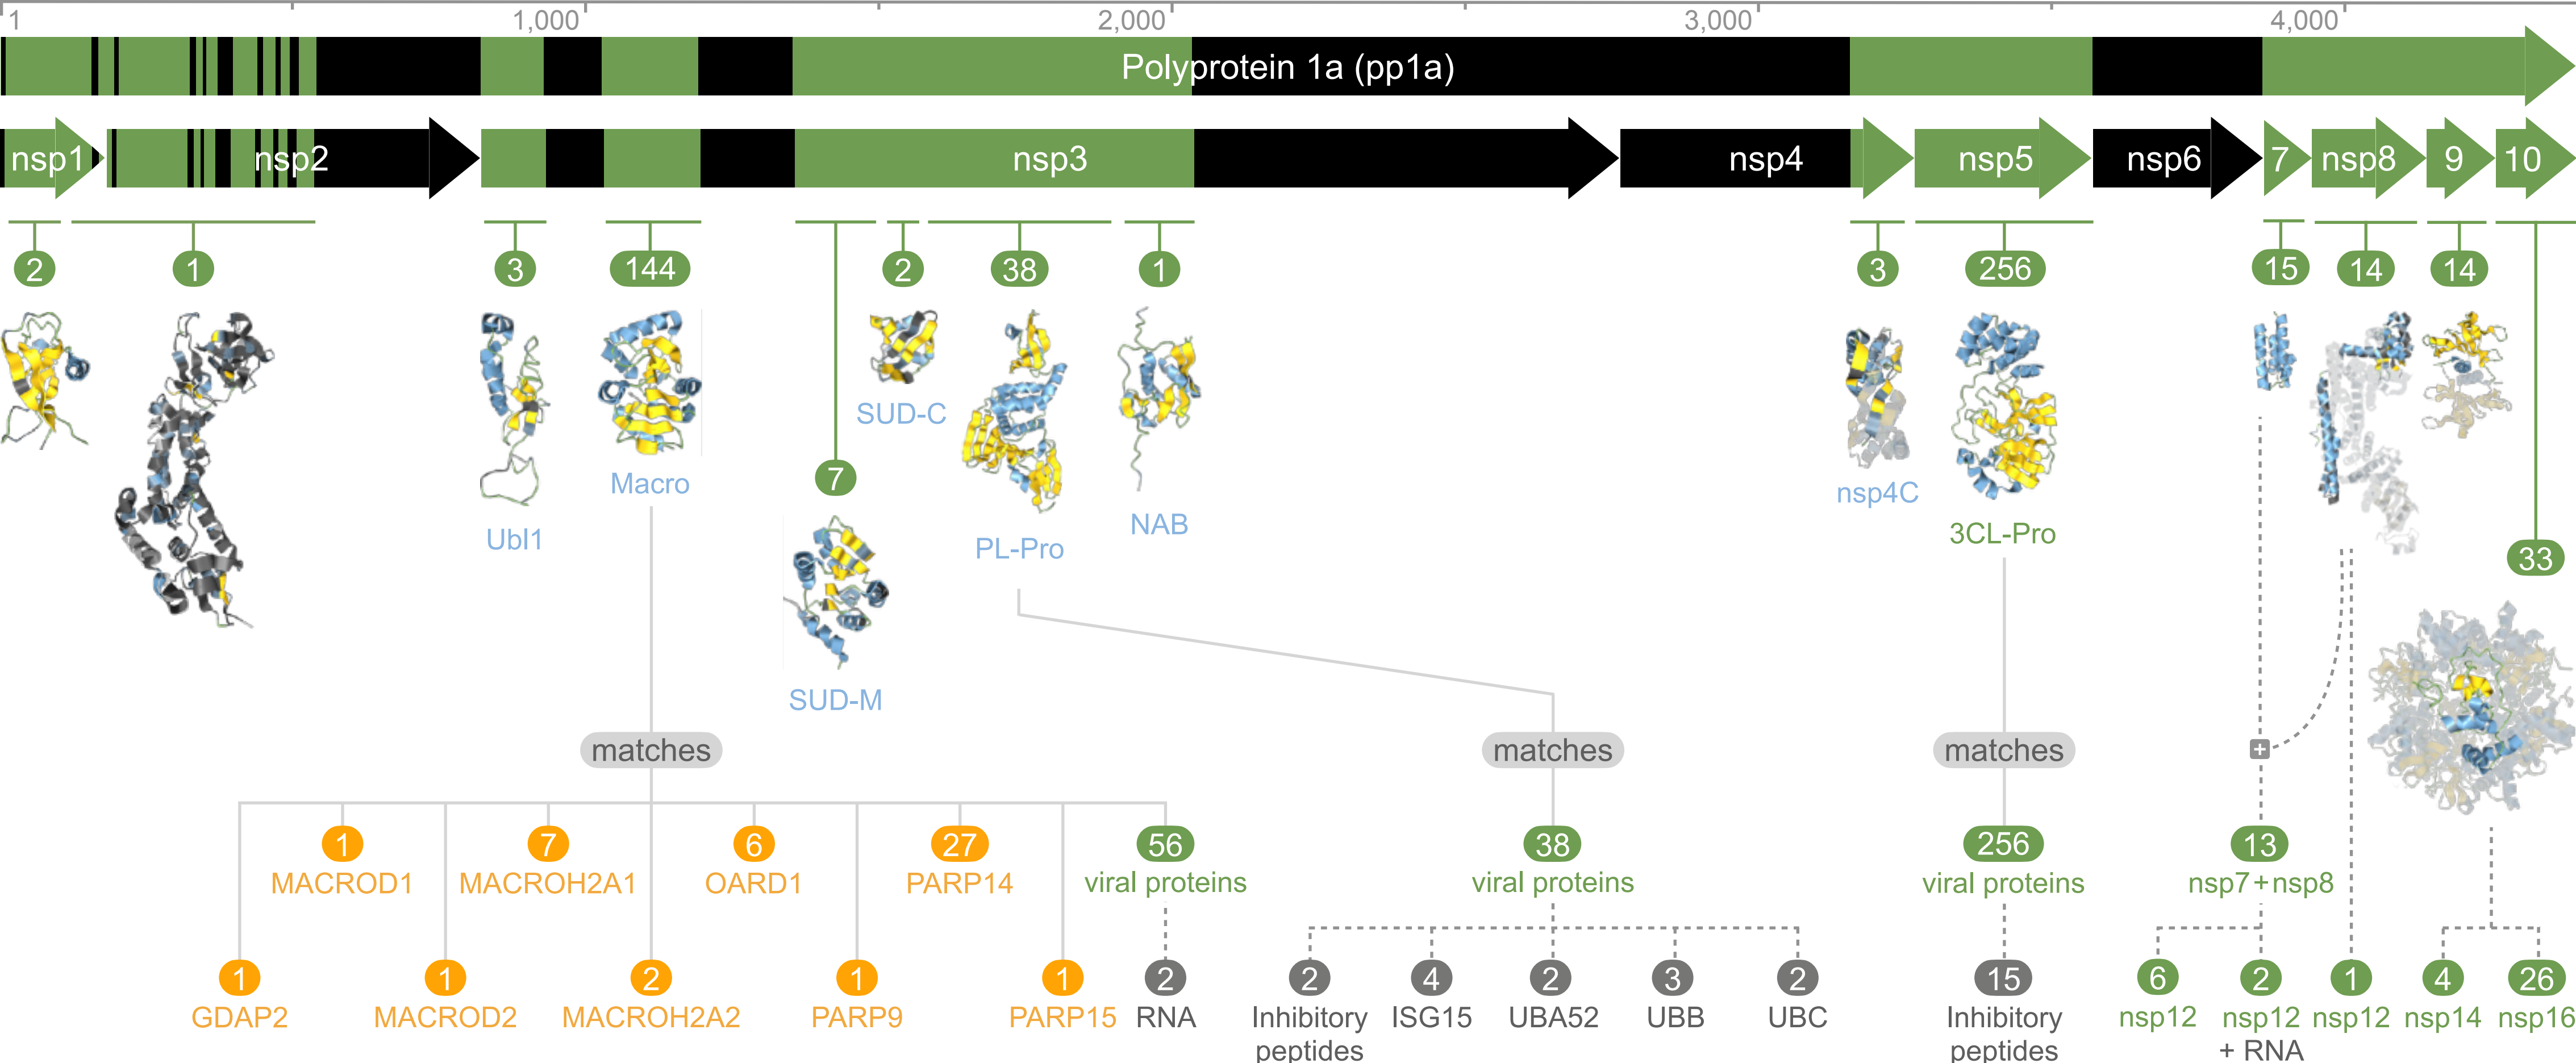 1 1,000 2,000 3,000 4,000
Polyprotein 1a (pp1a)
nsp1 nsp2 nsp3 nsp4 nsp5 nsp6 7 nsp8 9 10
2 1 3 144 2 38 1 3 256 15 14 14
SUD-C
7
Macro
nsp4C
NAB
Ubl1
3CL-Pro
PL-Pro
33
SUD-M
matches matches matches
+
1 7 6 27 56 38 256 13
MACROD1 MACROH2A1 OARD1 PARP14 viral proteins viral proteins viral proteins nsp7+nsp8
1 1 2 1 1 2 2 4 2 3 2 15 6 2 1 4 26
GDAP2 MACROD2 MACROH2A2 PARP9 PARP15 RNA Inhibitory ISG15 UBA52 UBB UBC Inhibitory nsp12 nsp12 nsp12 nsp14 nsp16
peptides peptides + RNA